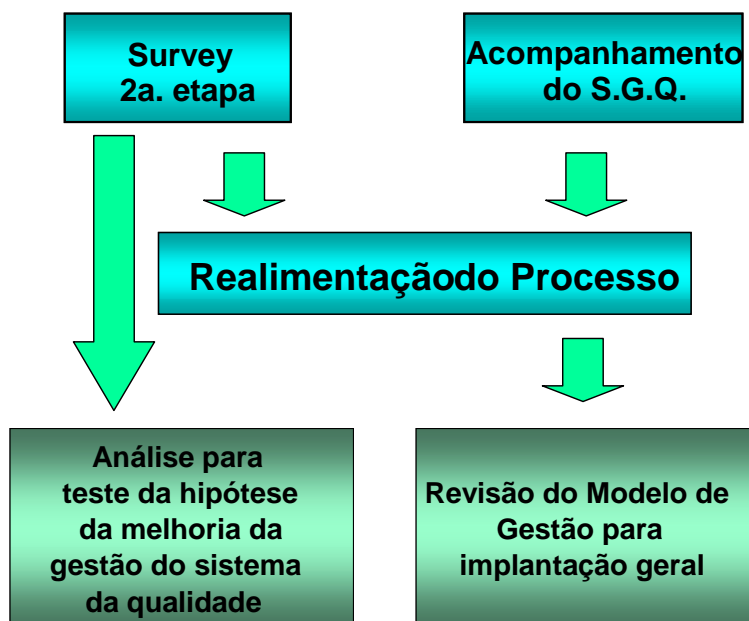 Survey
2a. etapa
Acompanhamento
do S.G.Q.
Realimentaçãodo Processo
Análise para
teste da hipótese
da melhoria da
gestão do sistema
da qualidade
Revisão do Modelo de
Gestão para
implantação geral